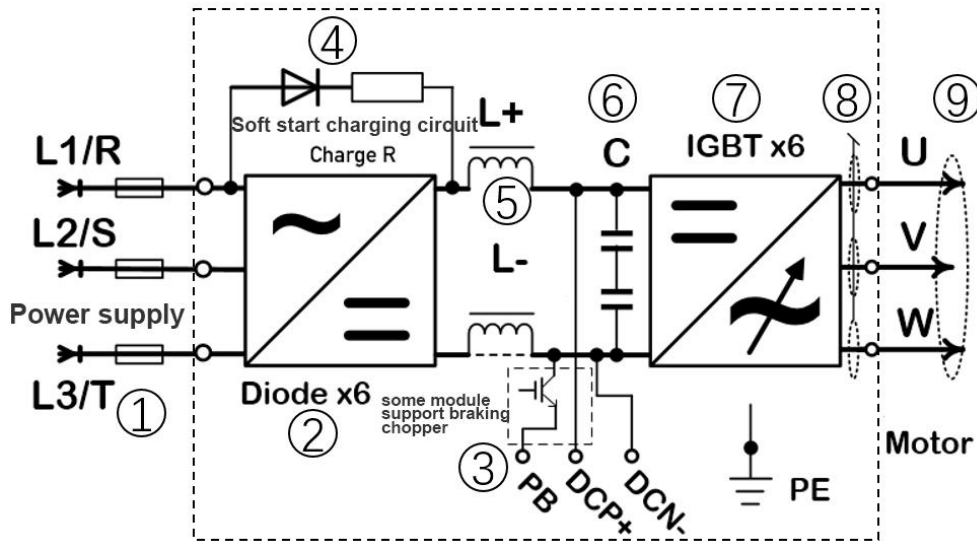 ④
L+
⑥
⑦
⑧
⑨
Soft start charging circuit
Charge R
L1/R
C
IGBT x6
U
⑤
L2/S
L-
V
Power supply
W
L3/T
①
Diode x6
②
some module
support braking
chopper
③
PB
DCP+
DCN-
PE
Motor